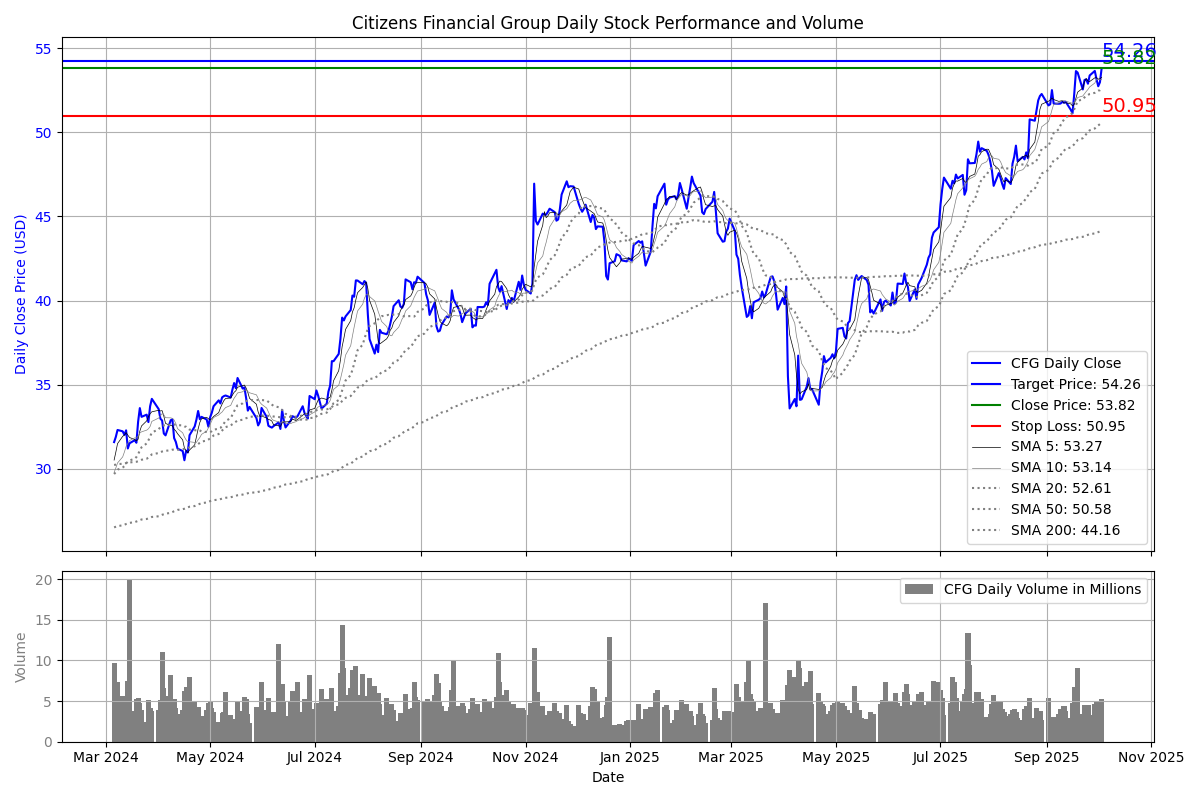 Citizens Financial Group Daily Stock Performance and Volume
Daily Close Price (USD)
55
50
45
40
35
30
54.26
53.82
50.95
CFG Daily Close
Target Price: 54.26
Close Price: 53.82
Stop Loss: 50.95
SMA 5: 53.27
SMA 10: 53.14
SMA 20: 52.61
SMA 50: 50.58
SMA 200: 44.16
Volume
20
15
10
5
0
CFG Daily Volume in Millions
Mar 2024 May 2024 Jul 2024 Sep 2024 Nov 2024 Jan 2025 Mar 2025 May 2025 Jul 2025 Sep 2025 Nov 2025
Date